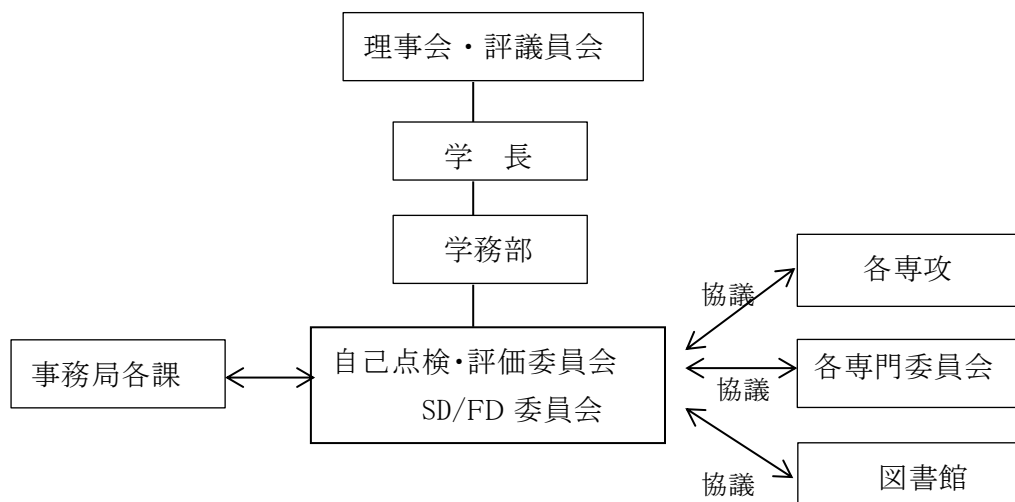 理事会・評議員会
学 長
学務部
各専攻
協議
事務局各課
自己点検・評価委員会
SD/FD 委員会
各専門委員会
協議
図書館
協議